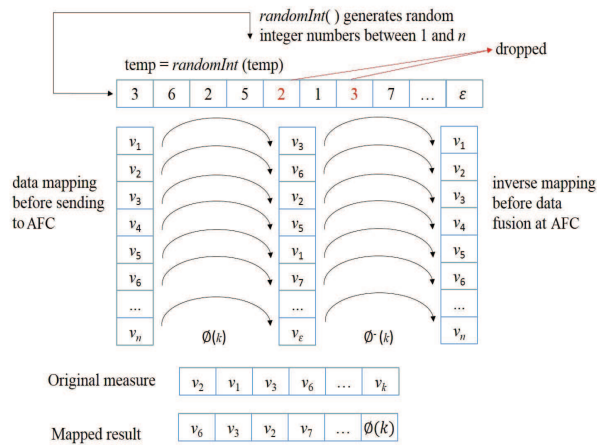 randomInt( ) generates random
integer numbers between 1 and n
temp = randomInt (temp)
dropped
3 6 2 5 2 1 3 7 ... ε
data mapping
before sending
to AFC
v₁
v₂
v₃
v₄
v₅
v₆
...
vₙ
∅(k)
v₃
v₆
v₂
v₅
v₁
v₇
...
v_ε
∅⁻(k)
v₁
v₂
v₃
v₄
v₅
v₆
...
vₙ
inverse mapping
before data
fusion at AFC
Original measure v₂ v₁ v₃ v₆ ... vₖ
Mapped result v₆ v₃ v₂ v₇ ... ∅(k)